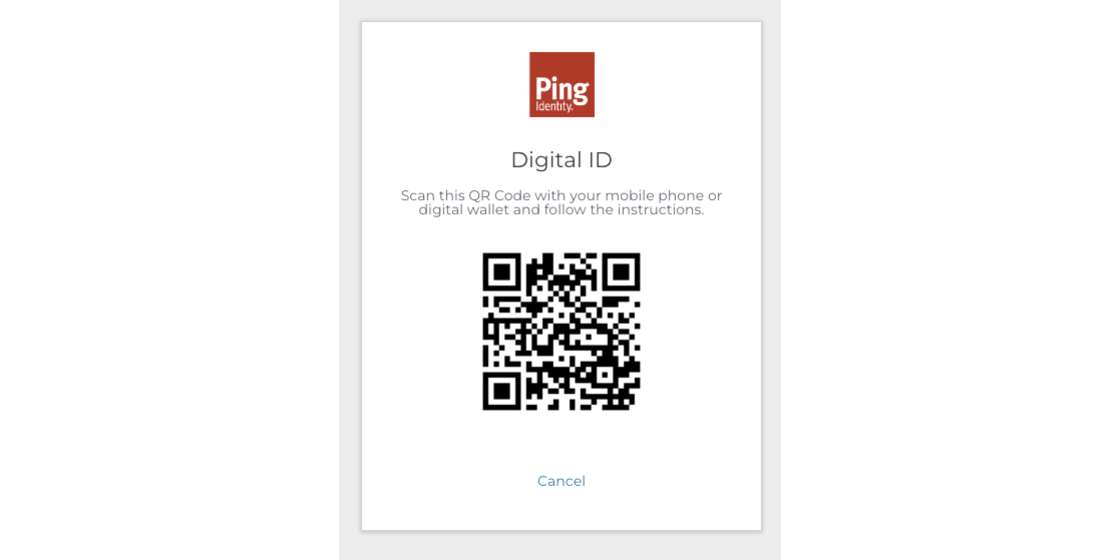 Ping
Identity.
Digital ID
Scan this QR Code with your mobile phone or
digital wallet and follow the instructions.
Cancel